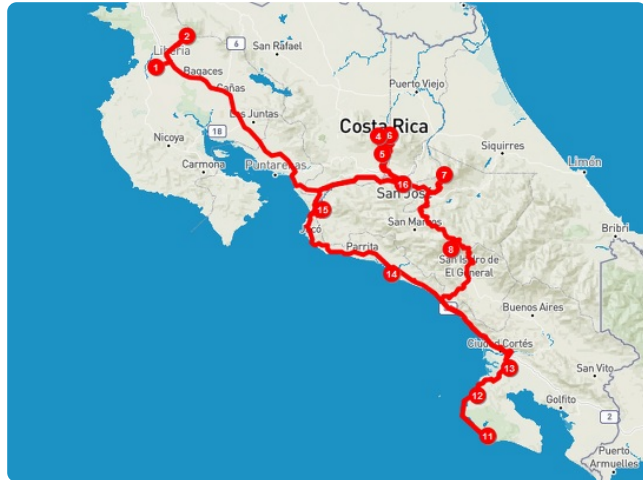 2
Liberia
6
San Rafael
1
Bagaces
Cañas
Puerto Viejo
Las Juntas
Costa Rica
4
6
18
Nicoya
5
Siquirres
Carmona
Puntarenas
7
Limón
16
San José
15
San Marcos
Jacó
Bribri
Parrita
8
San Isidro de
El General
14
Buenos Aires
Ciudad Cortés
13
San Vito
12
Golfito
2
11
Puerto
Armuelles